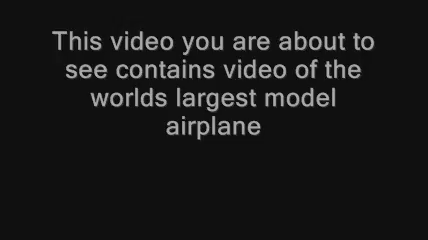 This video you are about to
see contains video of the
worlds largest model
airplane